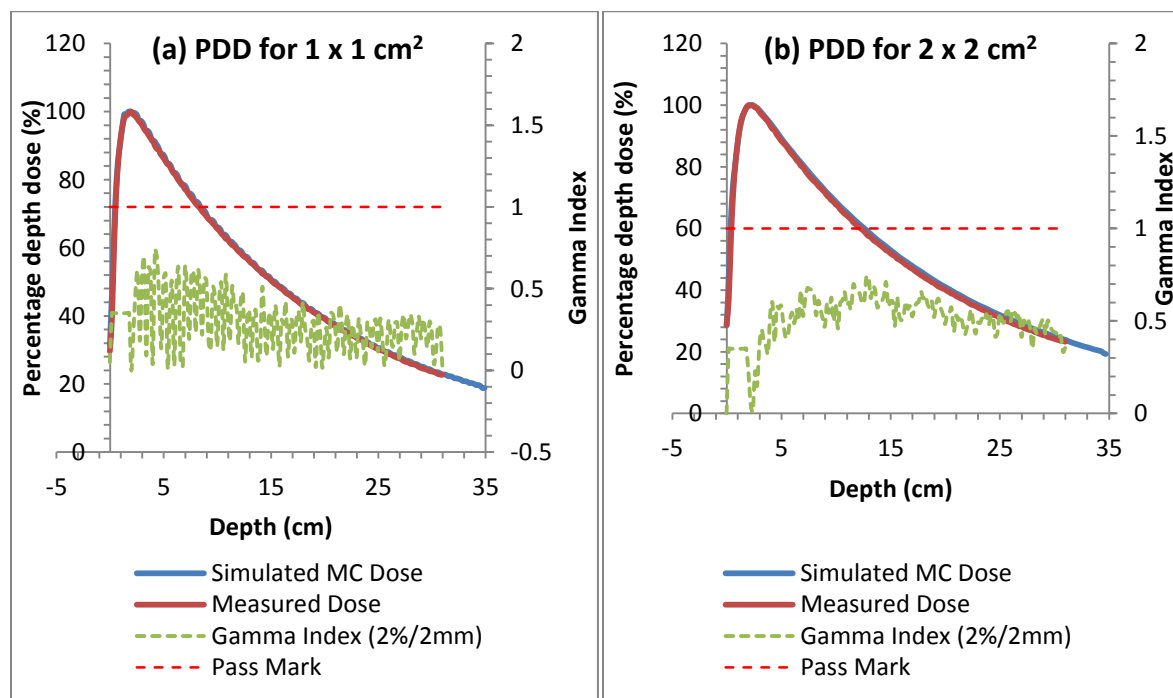 (a) PDD for 1 x 1 cm²
Percentage depth dose (%)
120
100
80
60
40
20
0
2
1.5
1
0.5
0
-0.5
Gamma Index
-5 5 15 25 35
Depth (cm)
Simulated MC Dose
Measured Dose
Gamma Index (2%/2mm)
Pass Mark
(b) PDD for 2 x 2 cm²
Percentage depth dose (%)
120
100
80
60
40
20
0
2
1.5
1
0.5
0
Gamma Index
-5 5 15 25 35
Depth (cm)
Simulated MC Dose
Measured Dose
Gamma Index (2%/2mm)
Pass Mark